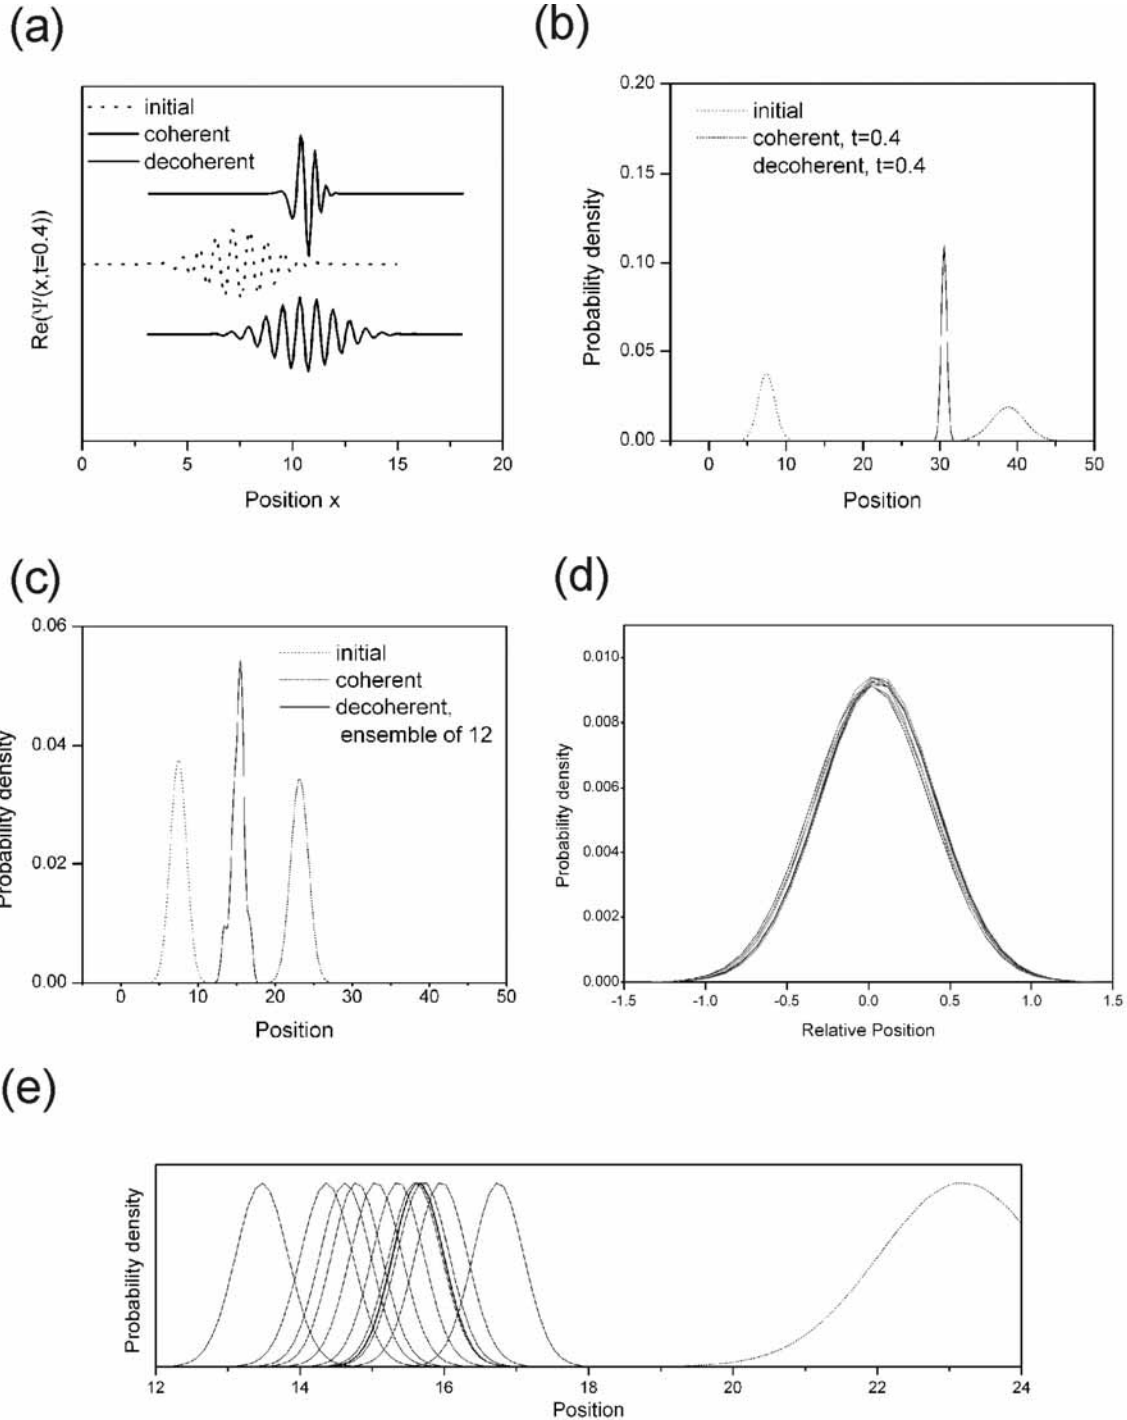 (a)
initial
coherent
decoherent
Re(Ψ(x,t=0.4))
0 5 10 15 20
Position x
(b)
0.20
0.15
0.10
0.05
0.00
initial
coherent, t=0.4
decoherent, t=0.4
Probability density
0 10 20 30 40 50
Position
(c)
0.06
0.04
0.02
0.00
initial
coherent
decoherent,
ensemble of 12
Probability density
0 10 20 30 40 50
Position
(d)
0.010
0.008
0.006
0.004
0.002
0.000
Probability density
-1.5 -1.0 -0.5 0.0 0.5 1.0 1.5
Relative Position
(e)
Probability density
12 14 16 18 20 22 24
Position